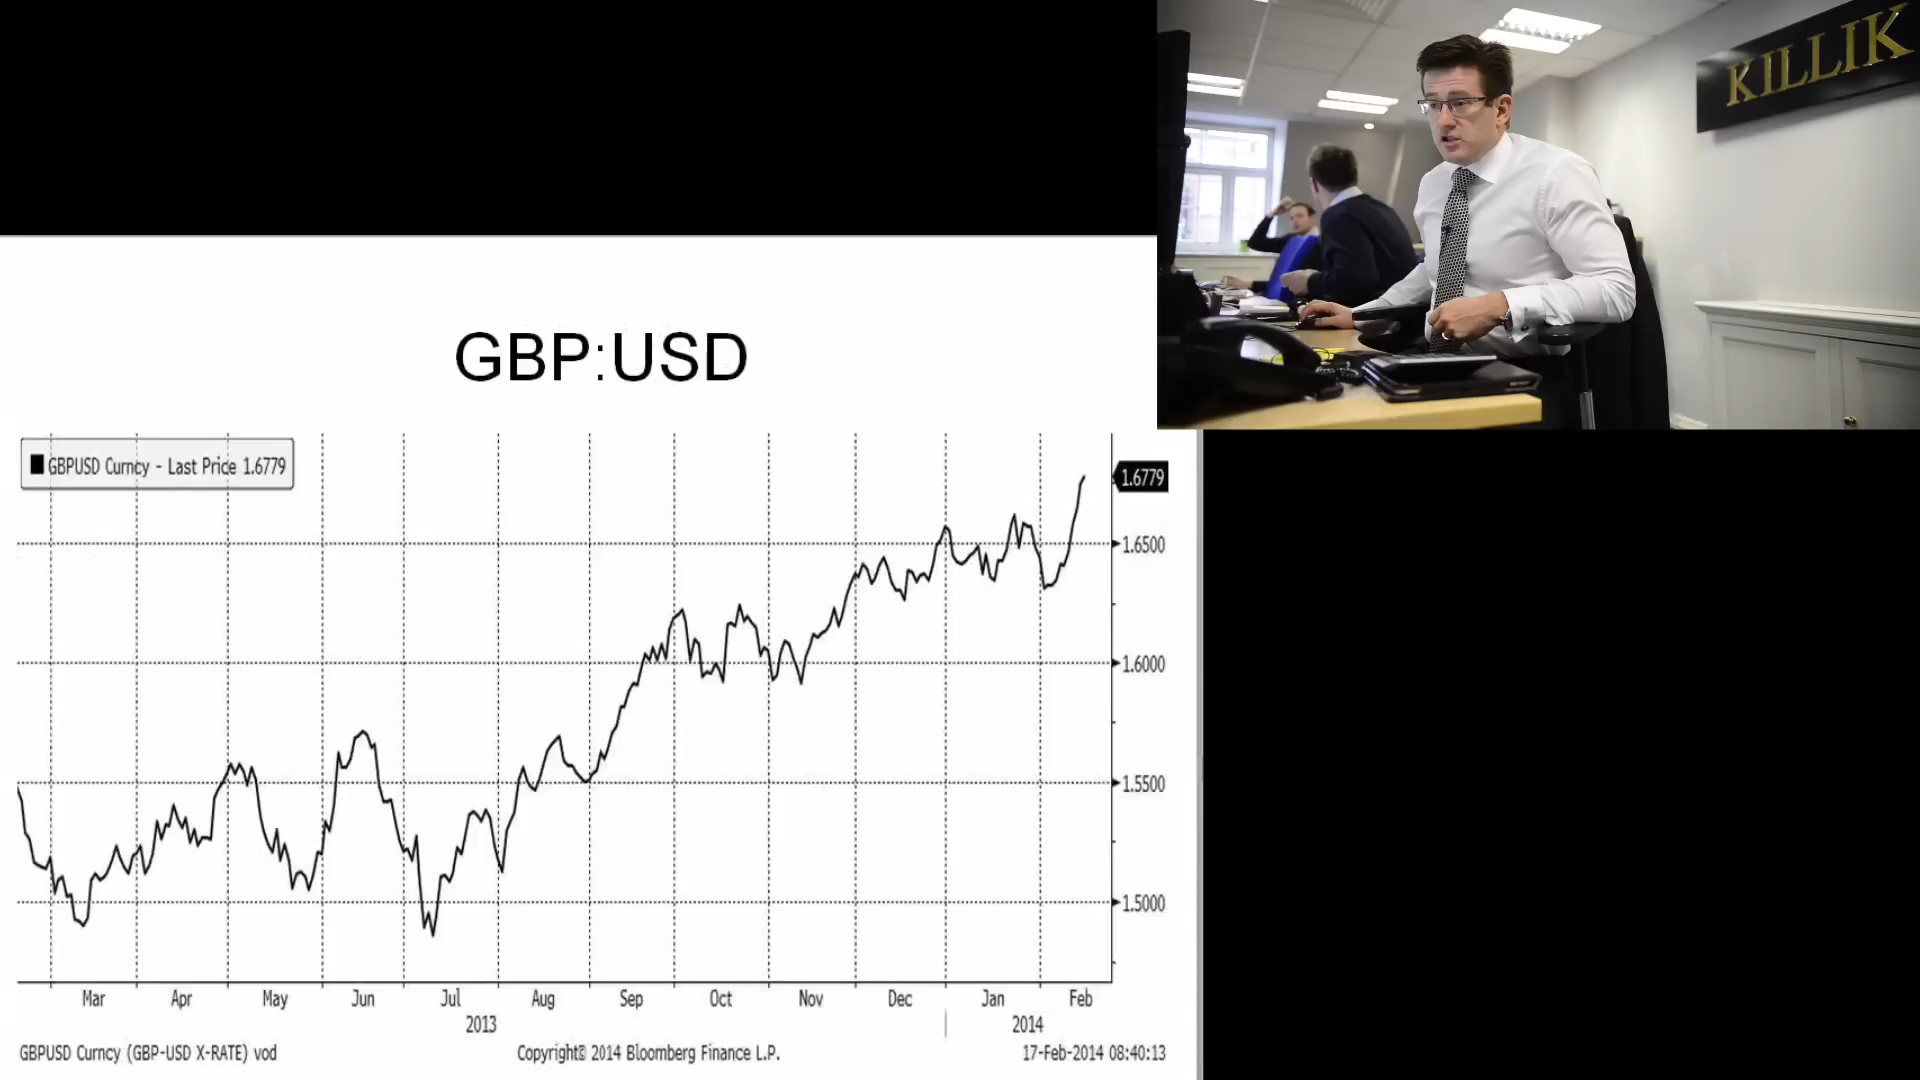 KILLIK
GBP:USD
GBPUSD Curncy - Last Price 1.6779
1.6779
1.6500
1.6000
1.5500
1.5000
Mar Apr May Jun Jul Aug Sep Oct Nov Dec Jan Feb
2013 2014
GBPUSD Curncy (GBP-USD X-RATE) vod Copyright© 2014 Bloomberg Finance L.P. 17-Feb-2014 08:40:13